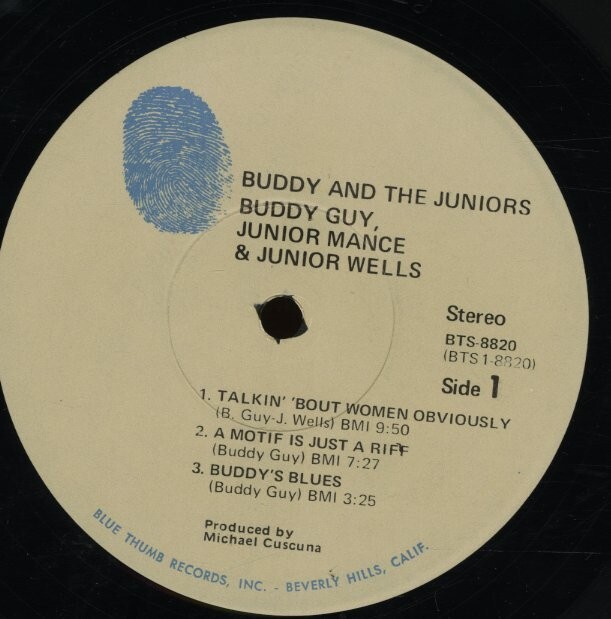 BUDDY AND THE JUNIORS
BUDDY GUY,
JUNIOR MANCE
& JUNIOR WELLS
Stereo
BTS-8820
(BTS1-8820)
Side 1
1. TALKIN' 'BOUT WOMEN OBVIOUSLY
(B. Guy-J. Wells) BMI 9:50
2. A MOTIF IS JUST A RIFF
(Buddy Guy) BMI 7:27
3. BUDDY'S BLUES
(Buddy Guy) BMI 3:25
Produced by
Michael Cuscuna
BLUE THUMB RECORDS, INC. - BEVERLY HILLS, CALIF.